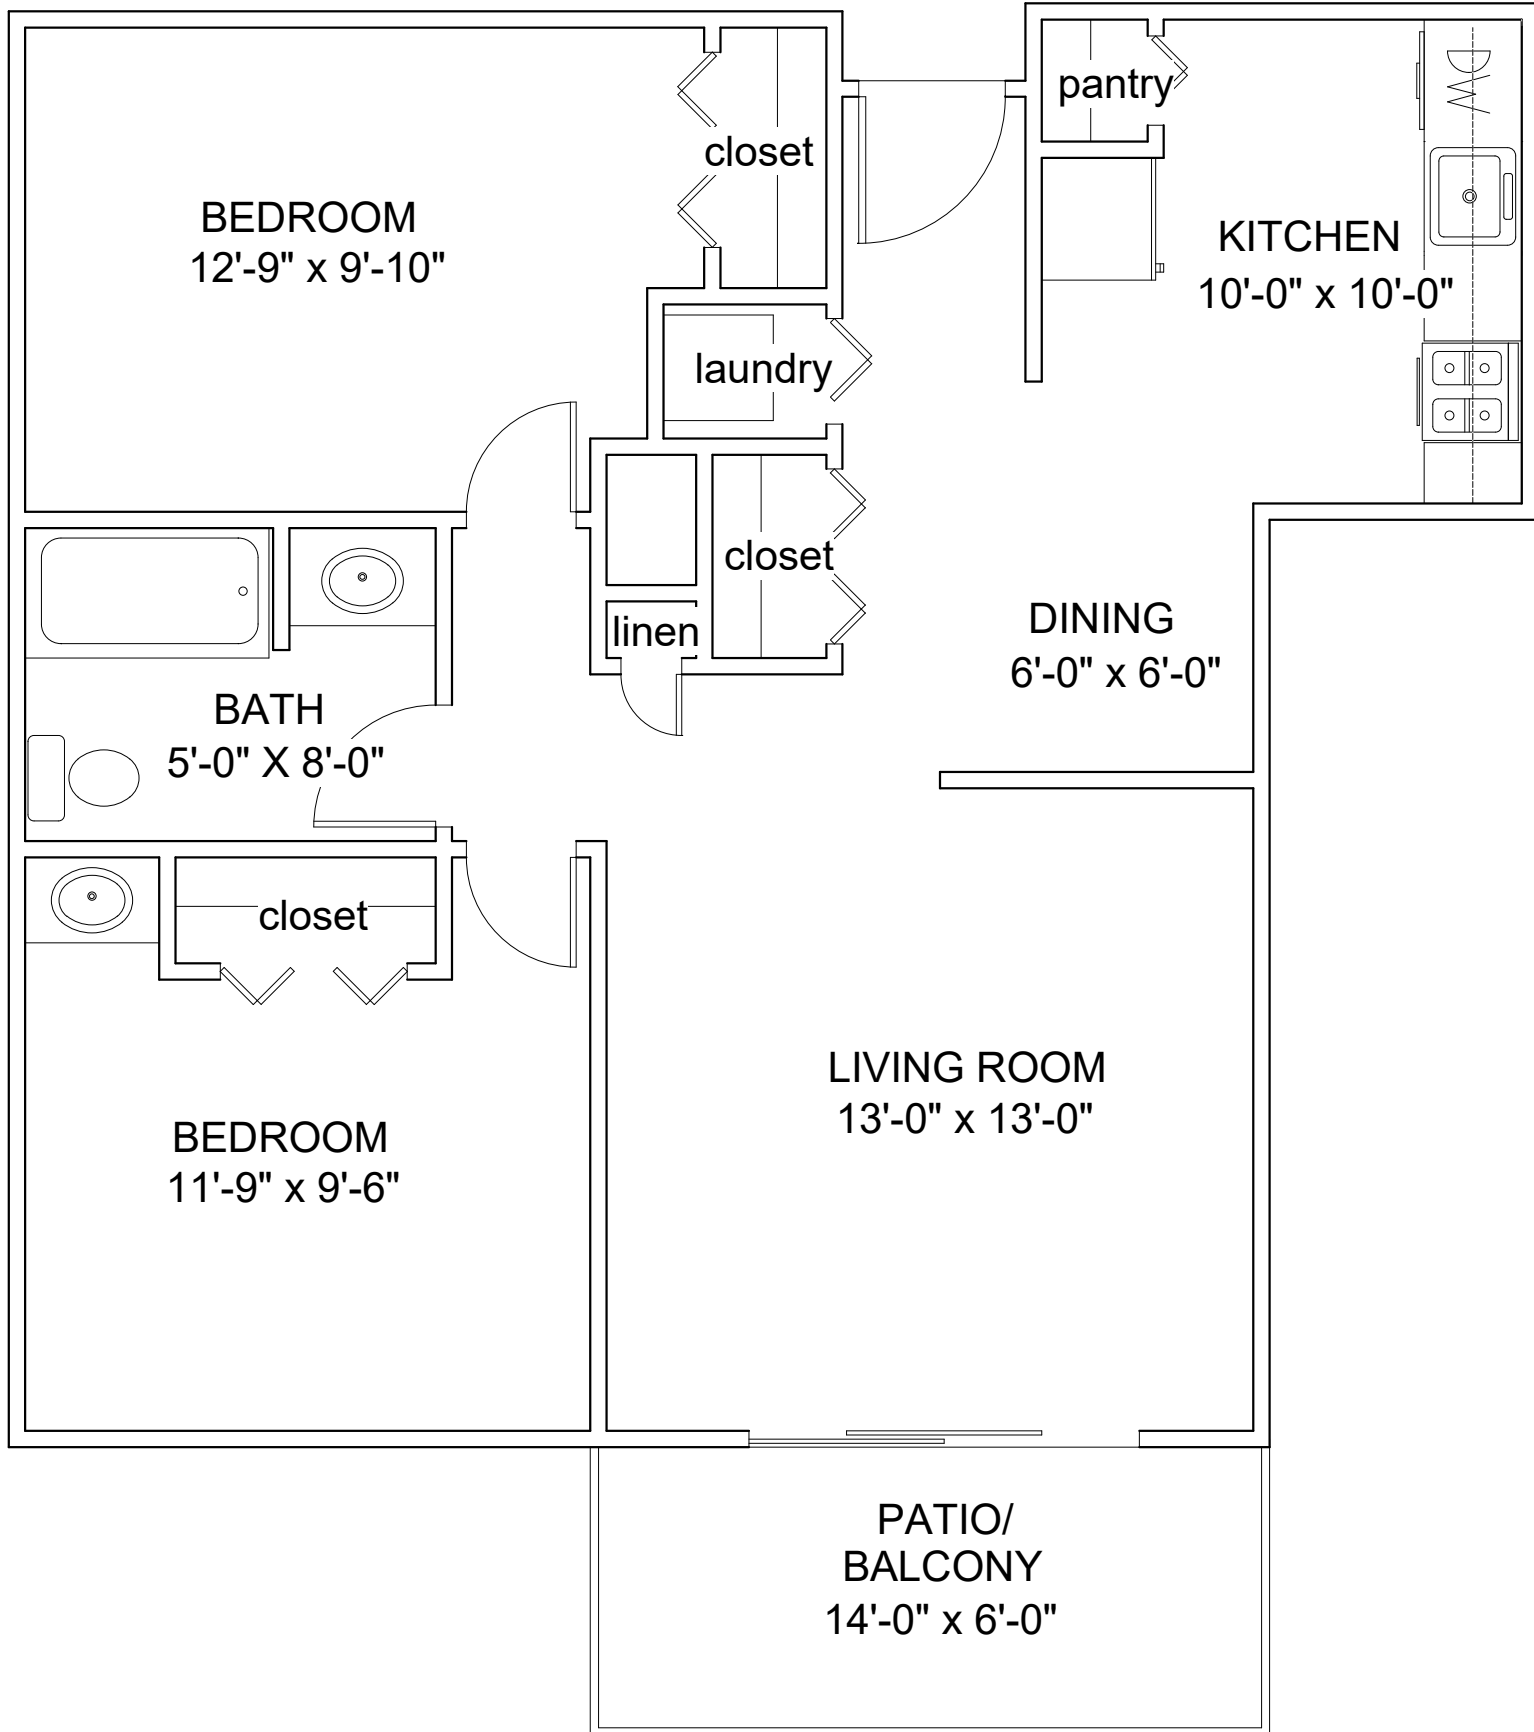 pantry
DW
closet
BEDROOM
12'-9" x 9'-10"
KITCHEN
10'-0" x 10'-0"
laundry
closet
linen
DINING
6'-0" x 6'-0"
BATH
5'-0" X 8'-0"
closet
LIVING ROOM
13'-0" x 13'-0"
BEDROOM
11'-9" x 9'-6"
PATIO/
BALCONY
14'-0" x 6'-0"